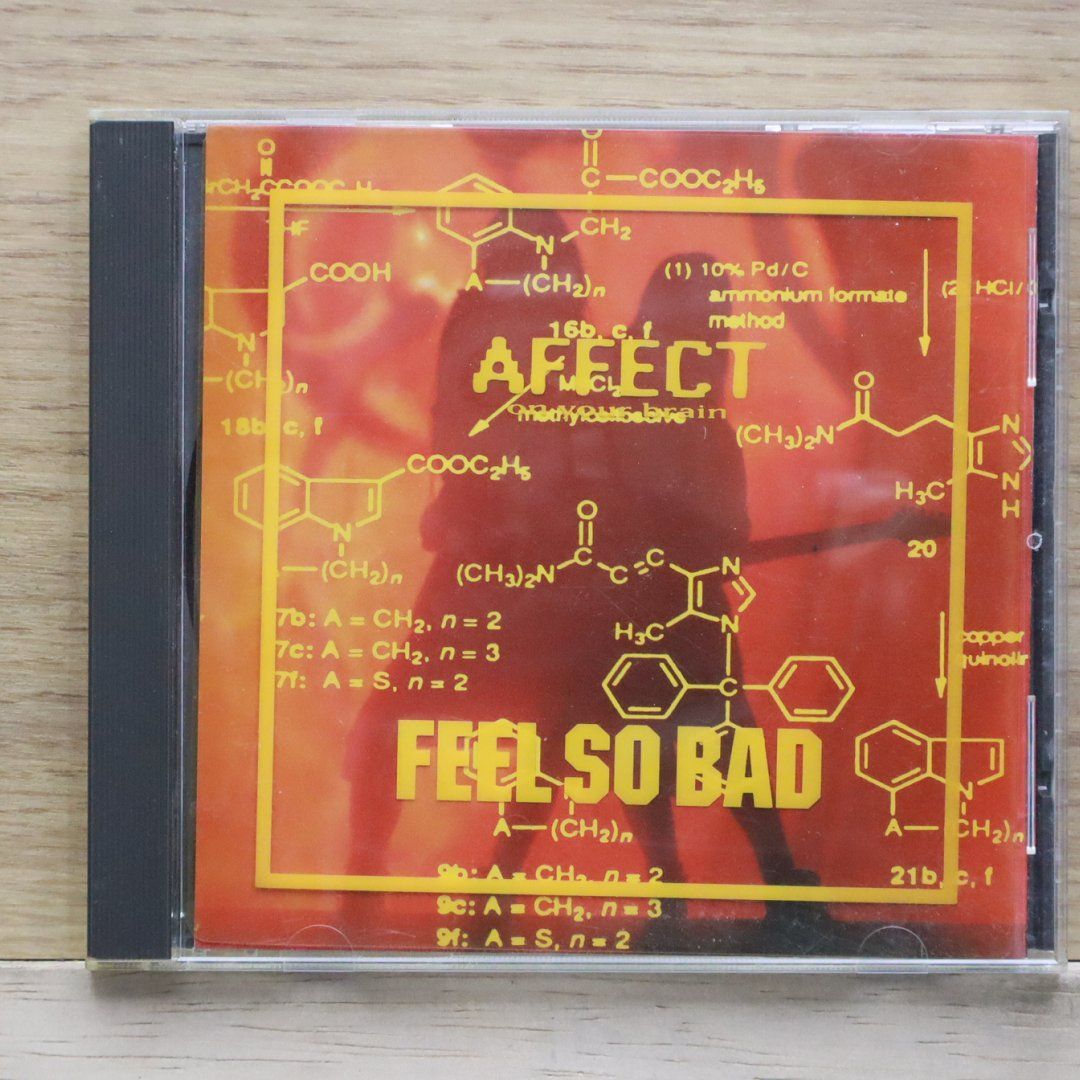 O
O
C—COOC₂H₅
CH₂
N
A—(CH₂)n
COOH
N
(1) 10% Pd/C
ammonium formate
method
HCl/
16b, c, f
AFFECT
on your brain
18b, c, f
O
(CH₃)₂N
N
H₃C
N
H
20
COOC₂H₅
N
(CH₂)n
O
(CH₃)₂N
C
C
C
N
N
H₃C
C
7b: A = CH₂, n = 2
7c: A = CH₂, n = 3
7f: A = S, n = 2
copper
FEEL SO BAD
A—(CH₂)n
N
A—CH₂)n
9b: A = CH₂, n = 2
21b, c, f
9c: A = CH₂, n = 3
9f: A = S, n = 2